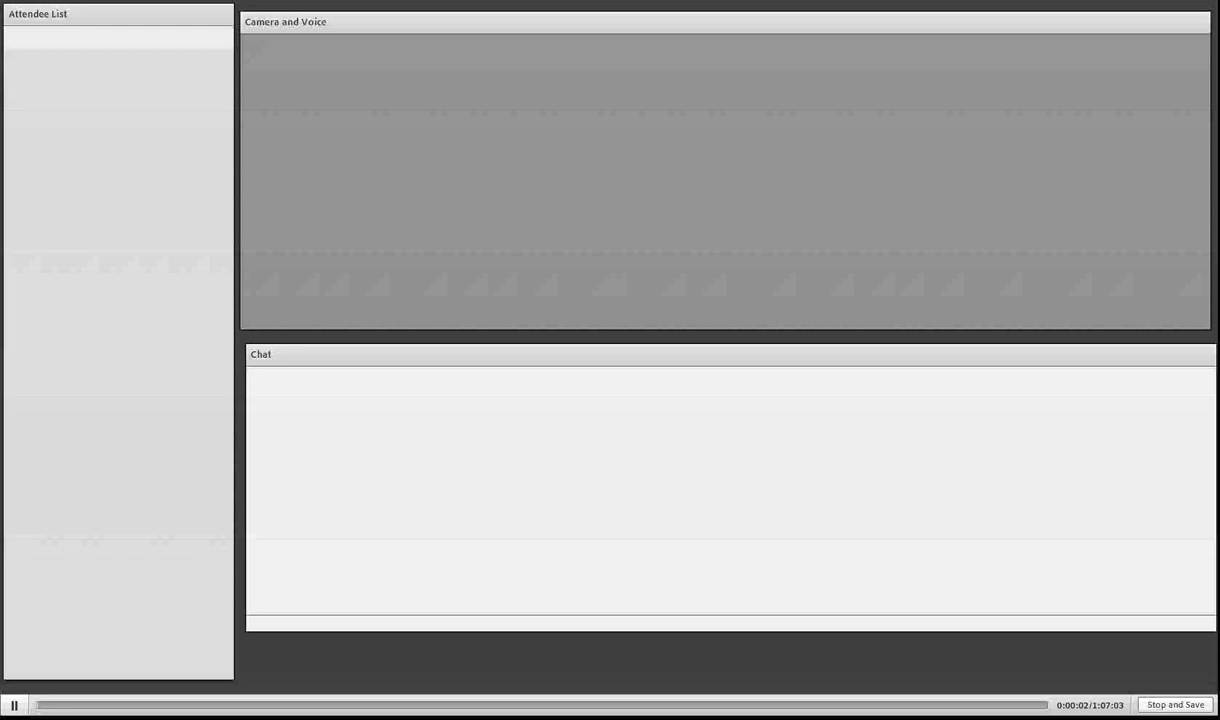 Attendee List
Camera and Voice
Chat
0:00:02/1:07:03
Stop and Save